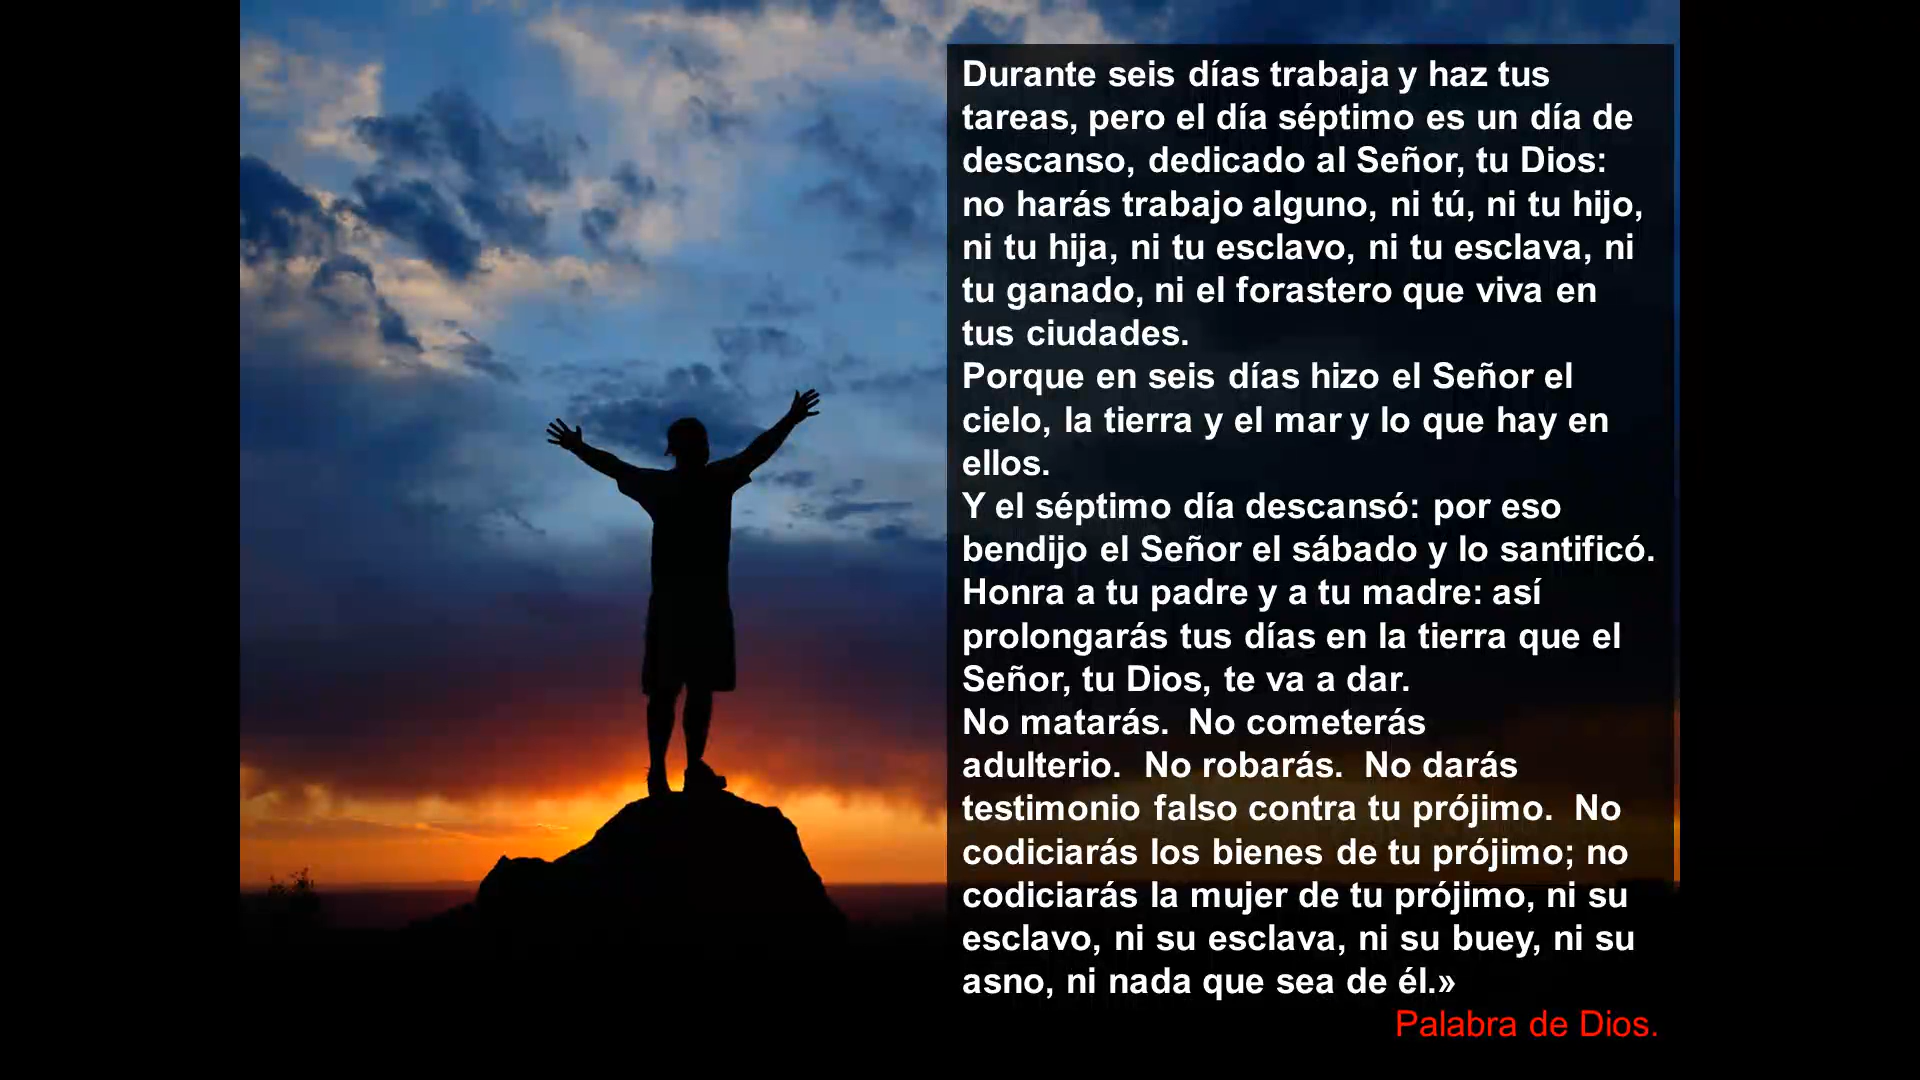 Durante seis días trabaja y haz tus
tareas, pero el día séptimo es un día de
descanso, dedicado al Señor, tu Dios:
no harás trabajo alguno, ni tú, ni tu hijo,
ni tu hija, ni tu esclavo, ni tu esclava, ni
tu ganado, ni el forastero que viva en
tus ciudades.
Porque en seis días hizo el Señor el
cielo, la tierra y el mar y lo que hay en
ellos.
Y el séptimo día descansó: por eso
bendijo el Señor el sábado y lo santificó.
Honra a tu padre y a tu madre: así
prolongarás tus días en la tierra que el
Señor, tu Dios, te va a dar.
No matarás.  No cometerás
adulterio.  No robarás.  No darás
testimonio falso contra tu prójimo.  No
codiciarás los bienes de tu prójimo; no
codiciarás la mujer de tu prójimo, ni su
esclavo, ni su esclava, ni su buey, ni su
asno, ni nada que sea de él.»
Palabra de Dios.